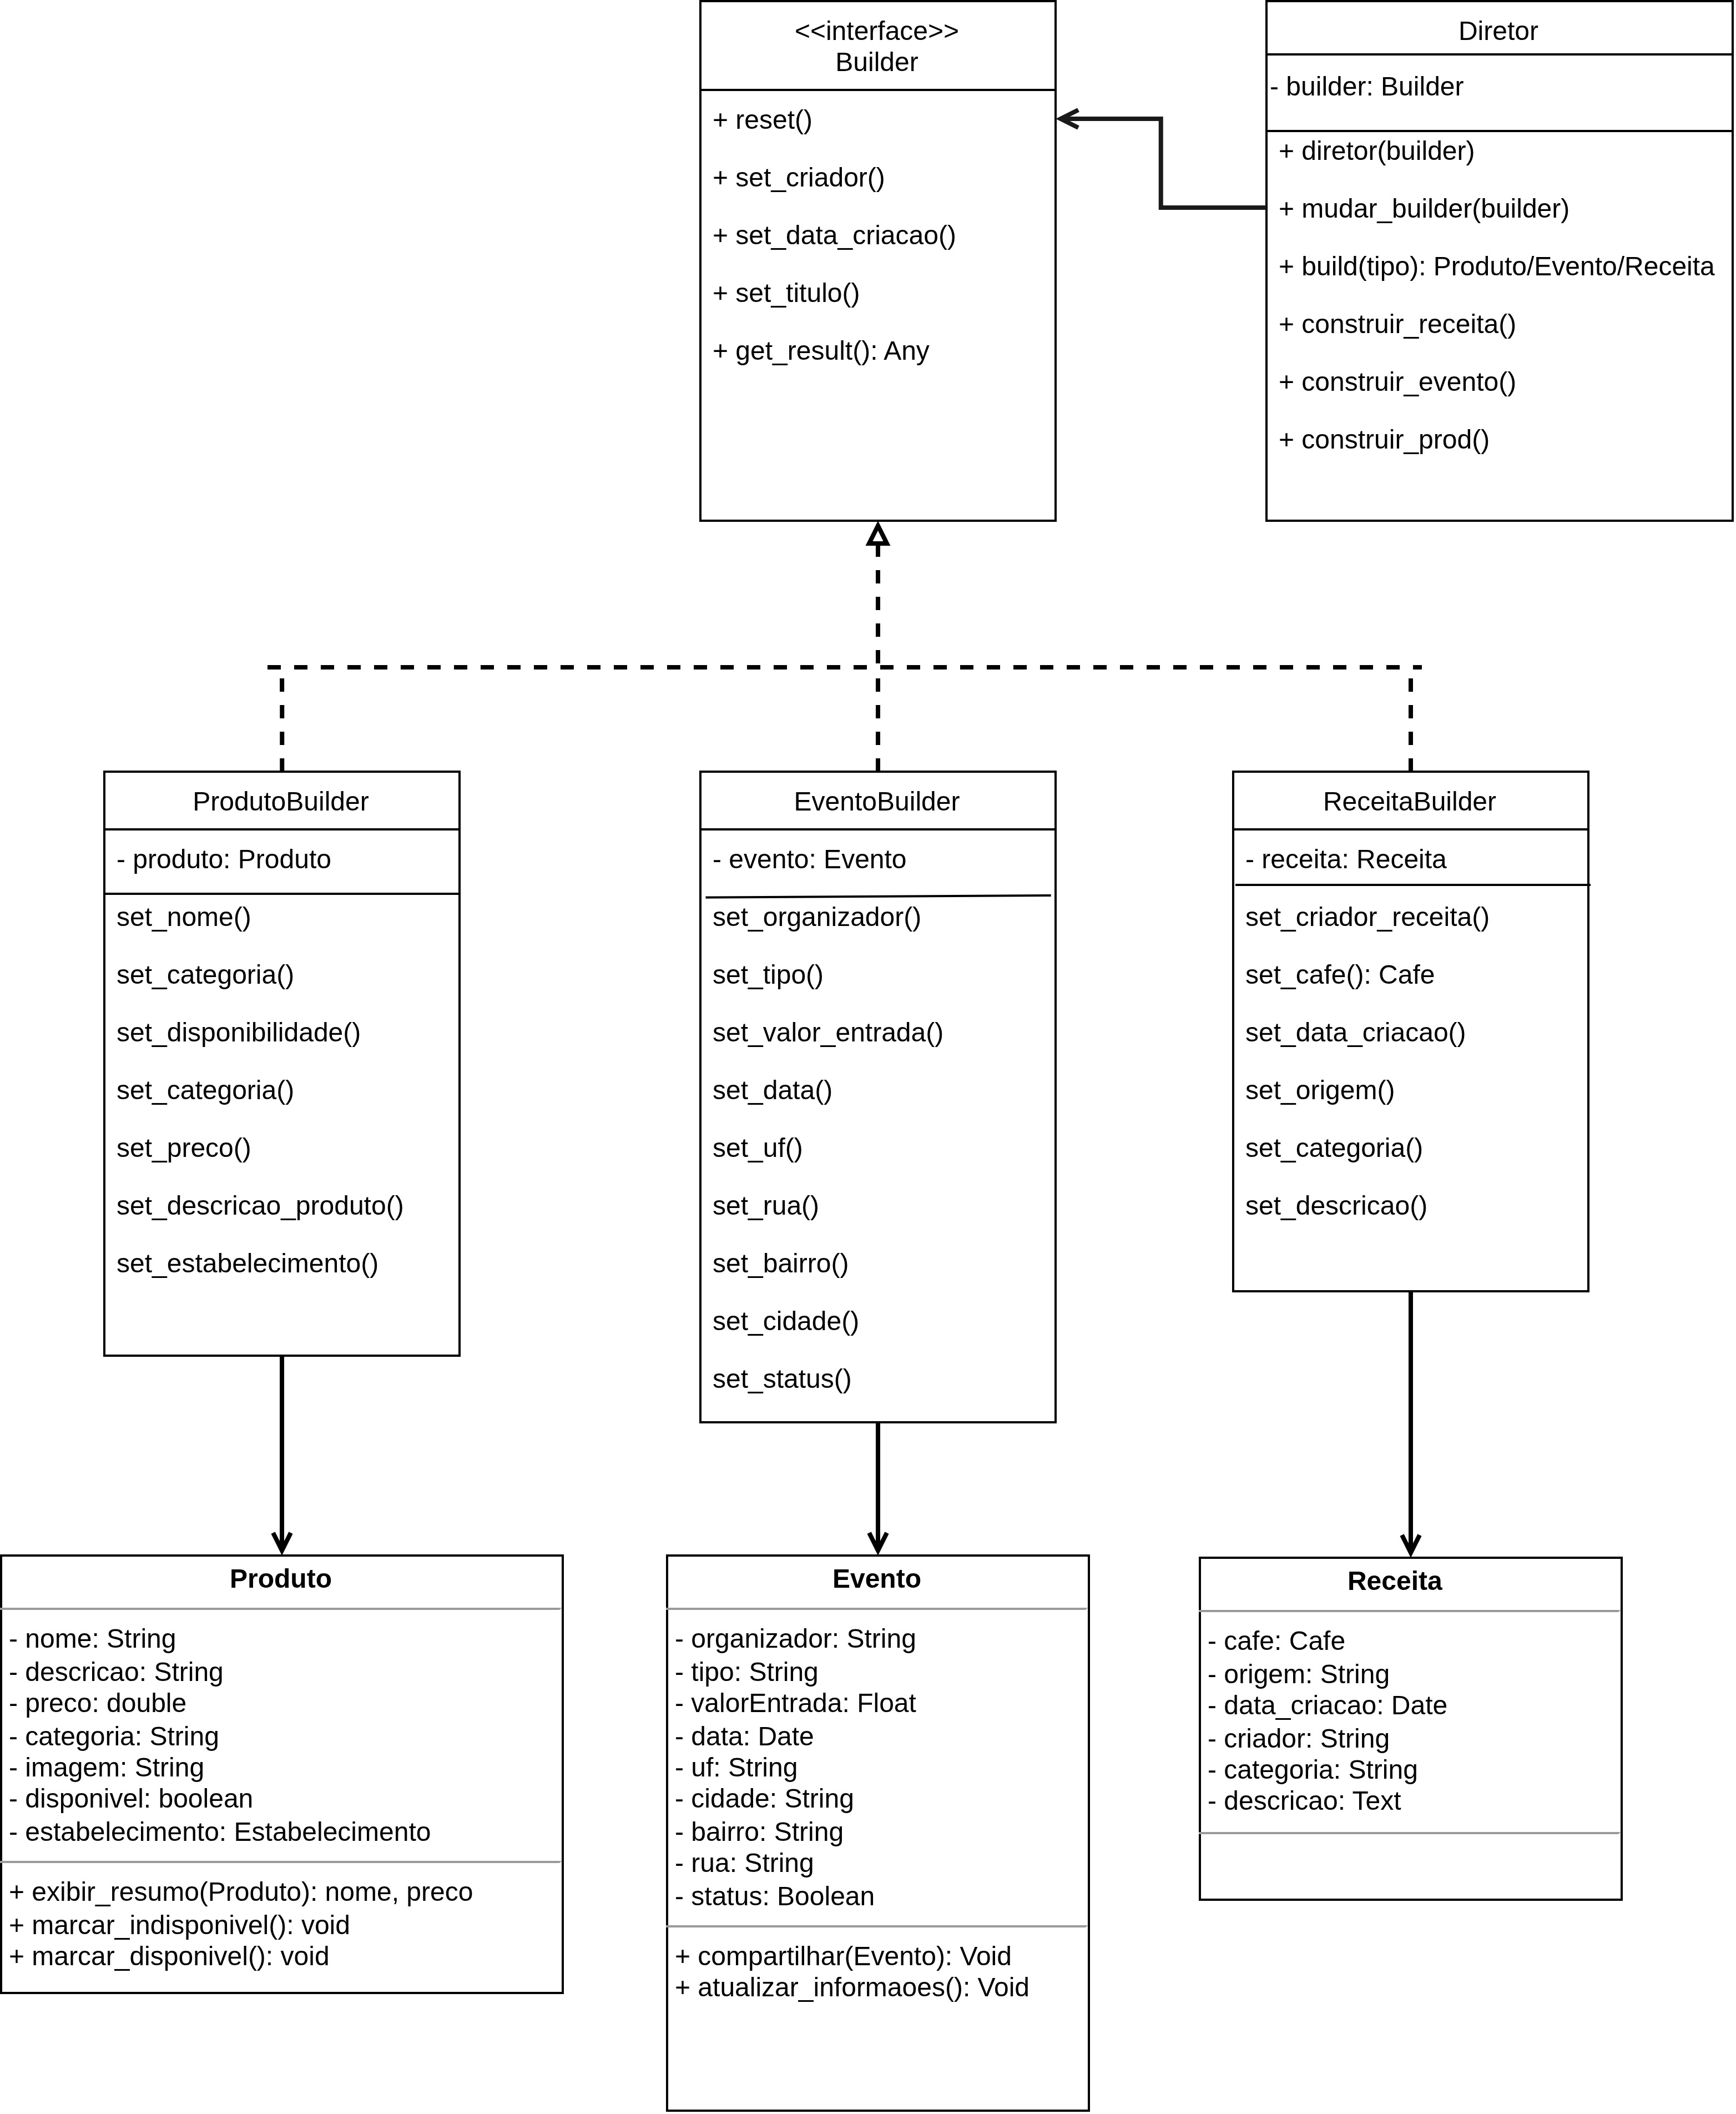 <<interface>>
Builder
+ reset()
+ set_criador()
+ set_data_criacao()
+ set_titulo()
+ get_result(): Any
Diretor
- builder: Builder
+ diretor(builder)
+ mudar_builder(builder)
+ build(tipo): Produto/Evento/Receita
+ construir_receita()
+ construir_evento()
+ construir_prod()
ProdutoBuilder
- produto: Produto
set_nome()
set_categoria()
set_disponibilidade()
set_categoria()
set_preco()
set_descricao_produto()
set_estabelecimento()
EventoBuilder
- evento: Evento
set_organizador()
set_tipo()
set_valor_entrada()
set_data()
set_uf()
set_rua()
set_bairro()
set_cidade()
set_status()
ReceitaBuilder
- receita: Receita
set_criador_receita()
set_cafe(): Cafe
set_data_criacao()
set_origem()
set_categoria()
set_descricao()
Produto
- nome: String
- descricao: String
- preco: double
- categoria: String
- imagem: String
- disponivel: boolean
- estabelecimento: Estabelecimento
+ exibir_resumo(Produto): nome, preco
+ marcar_indisponivel(): void
+ marcar_disponivel(): void
Evento
- organizador: String
- tipo: String
- valorEntrada: Float
- data: Date
- uf: String
- cidade: String
- bairro: String
- rua: String
- status: Boolean
+ compartilhar(Evento): Void
+ atualizar_informaoes(): Void
Receita
- cafe: Cafe
- origem: String
- data_criacao: Date
- criador: String
- categoria: String
- descricao: Text